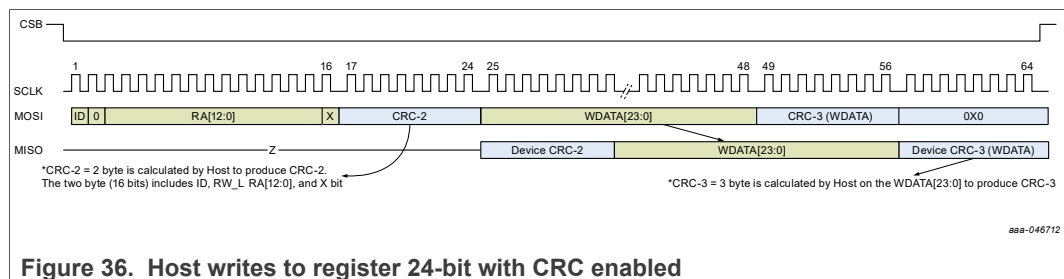 CSB
1 16 17 24 25 48 49 56 64
SCLK
MOSI ID 0 RA[12:0] X CRC-2 WDATA[23:0] CRC-3 (WDATA) 0X0
MISO Z Device CRC-2 WDATA[23:0] Device CRC-3 (WDATA)
*CRC-2 = 2 byte is calculated by Host to produce CRC-2.
The two byte (16 bits) includes ID, RW_L RA[12:0], and X bit
*CRC-3 = 3 byte is calculated by Host on the WDATA[23:0] to produce CRC-3
aaa-046712
Figure 36. Host writes to register 24-bit with CRC enabled